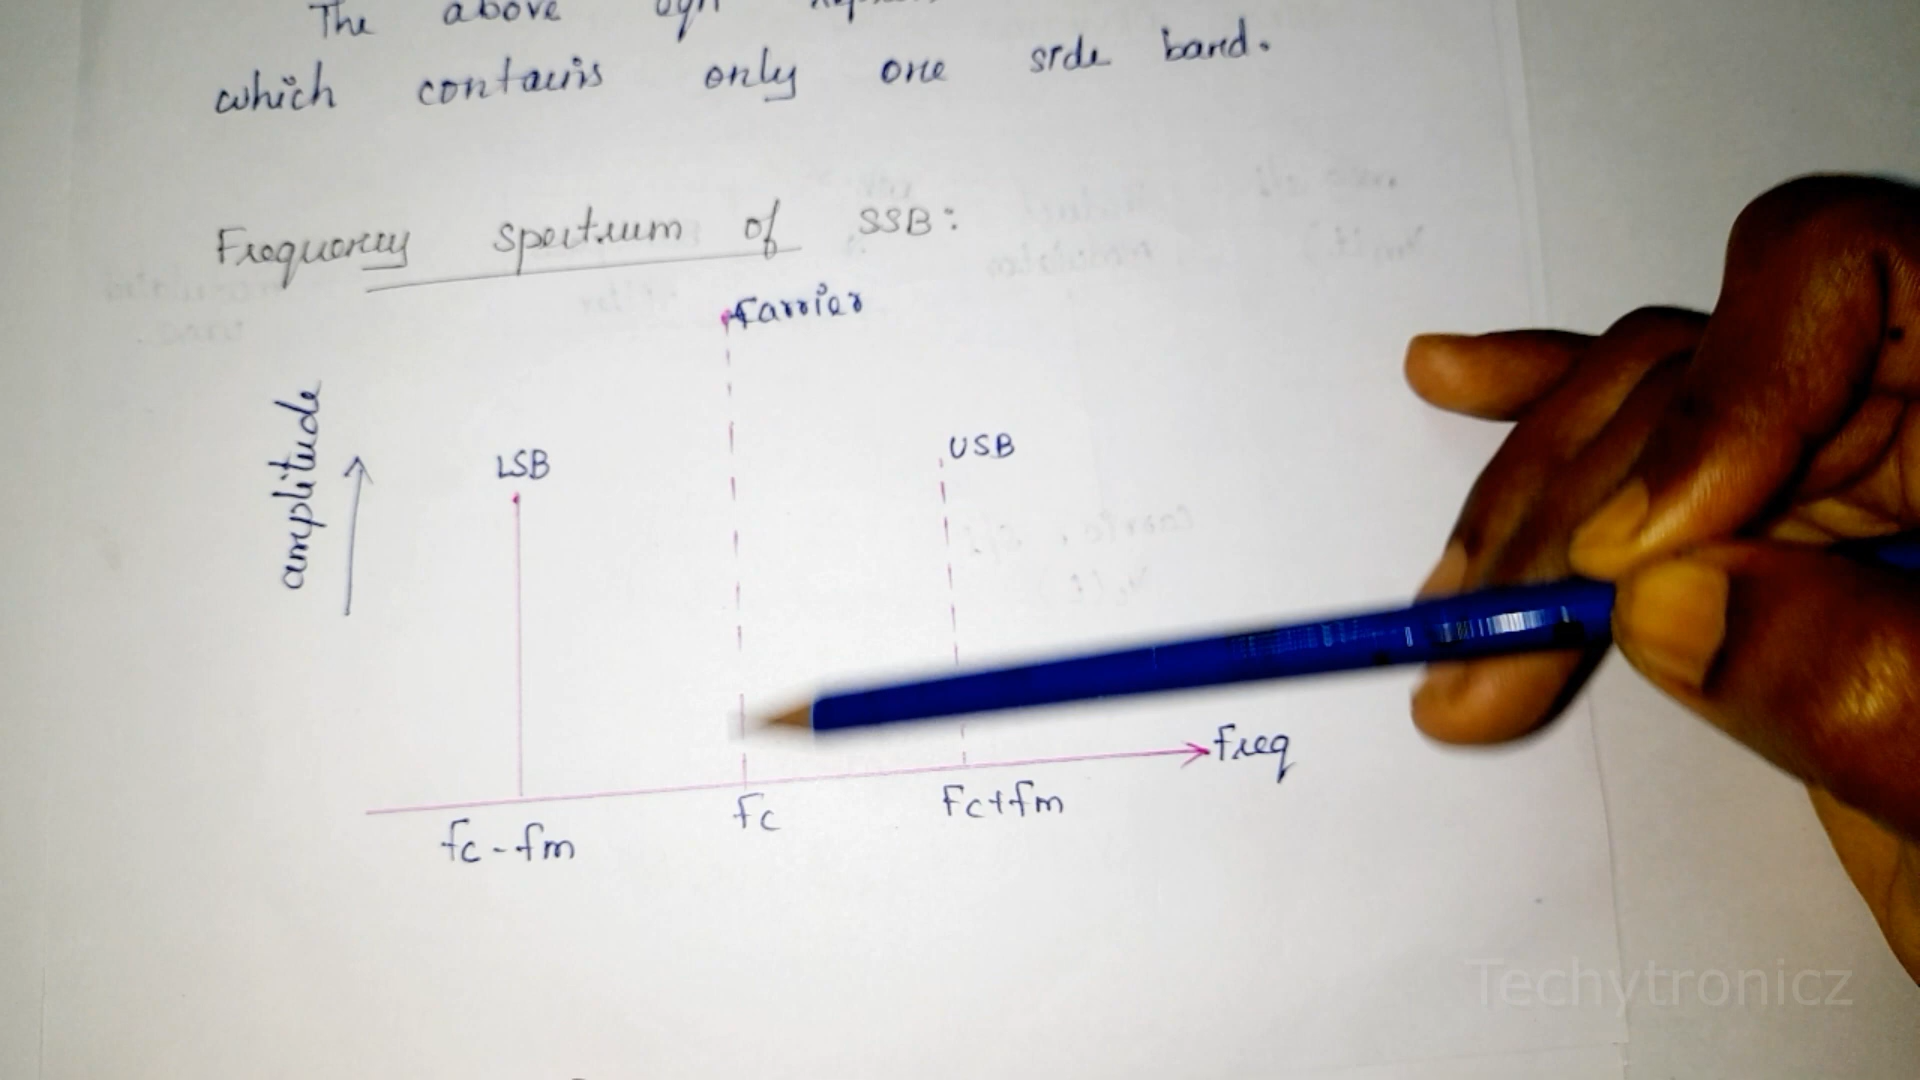 The above
which contains only one side band.
Frequency spectrum of SSB:
Carrier
amplitude
LSB
USB
Freq
fc-fm
fc
Fc+fm
Techytronicz